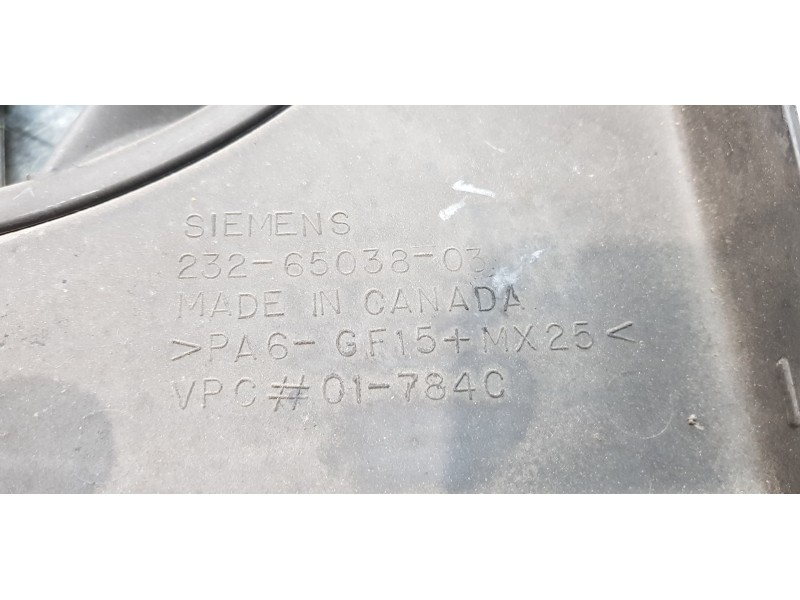 SIEMENS
232-65038-03
MADE IN CANADA
>PA6-GF15+MX25<
VPC#01-784C